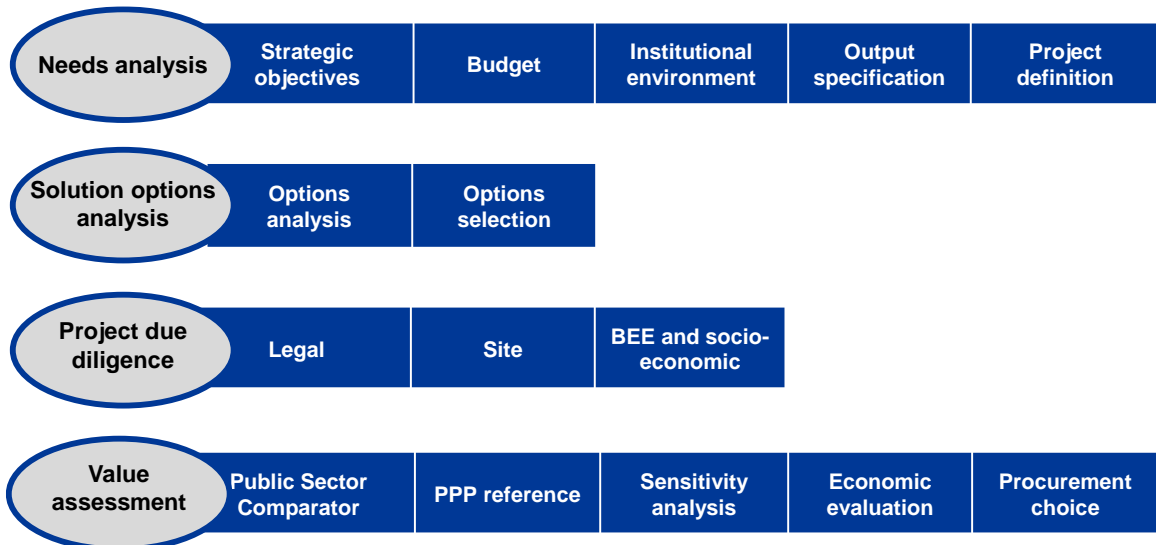 Needs analysis
Strategic
objectives
Budget
Institutional
environment
Output
specification
Project
definition
Solution options
analysis
Options
analysis
Options
selection
Project due
diligence
Legal
Site
BEE and socio-
economic
Value
assessment
Public Sector
Comparator
PPP reference
Sensitivity
analysis
Economic
evaluation
Procurement
choice